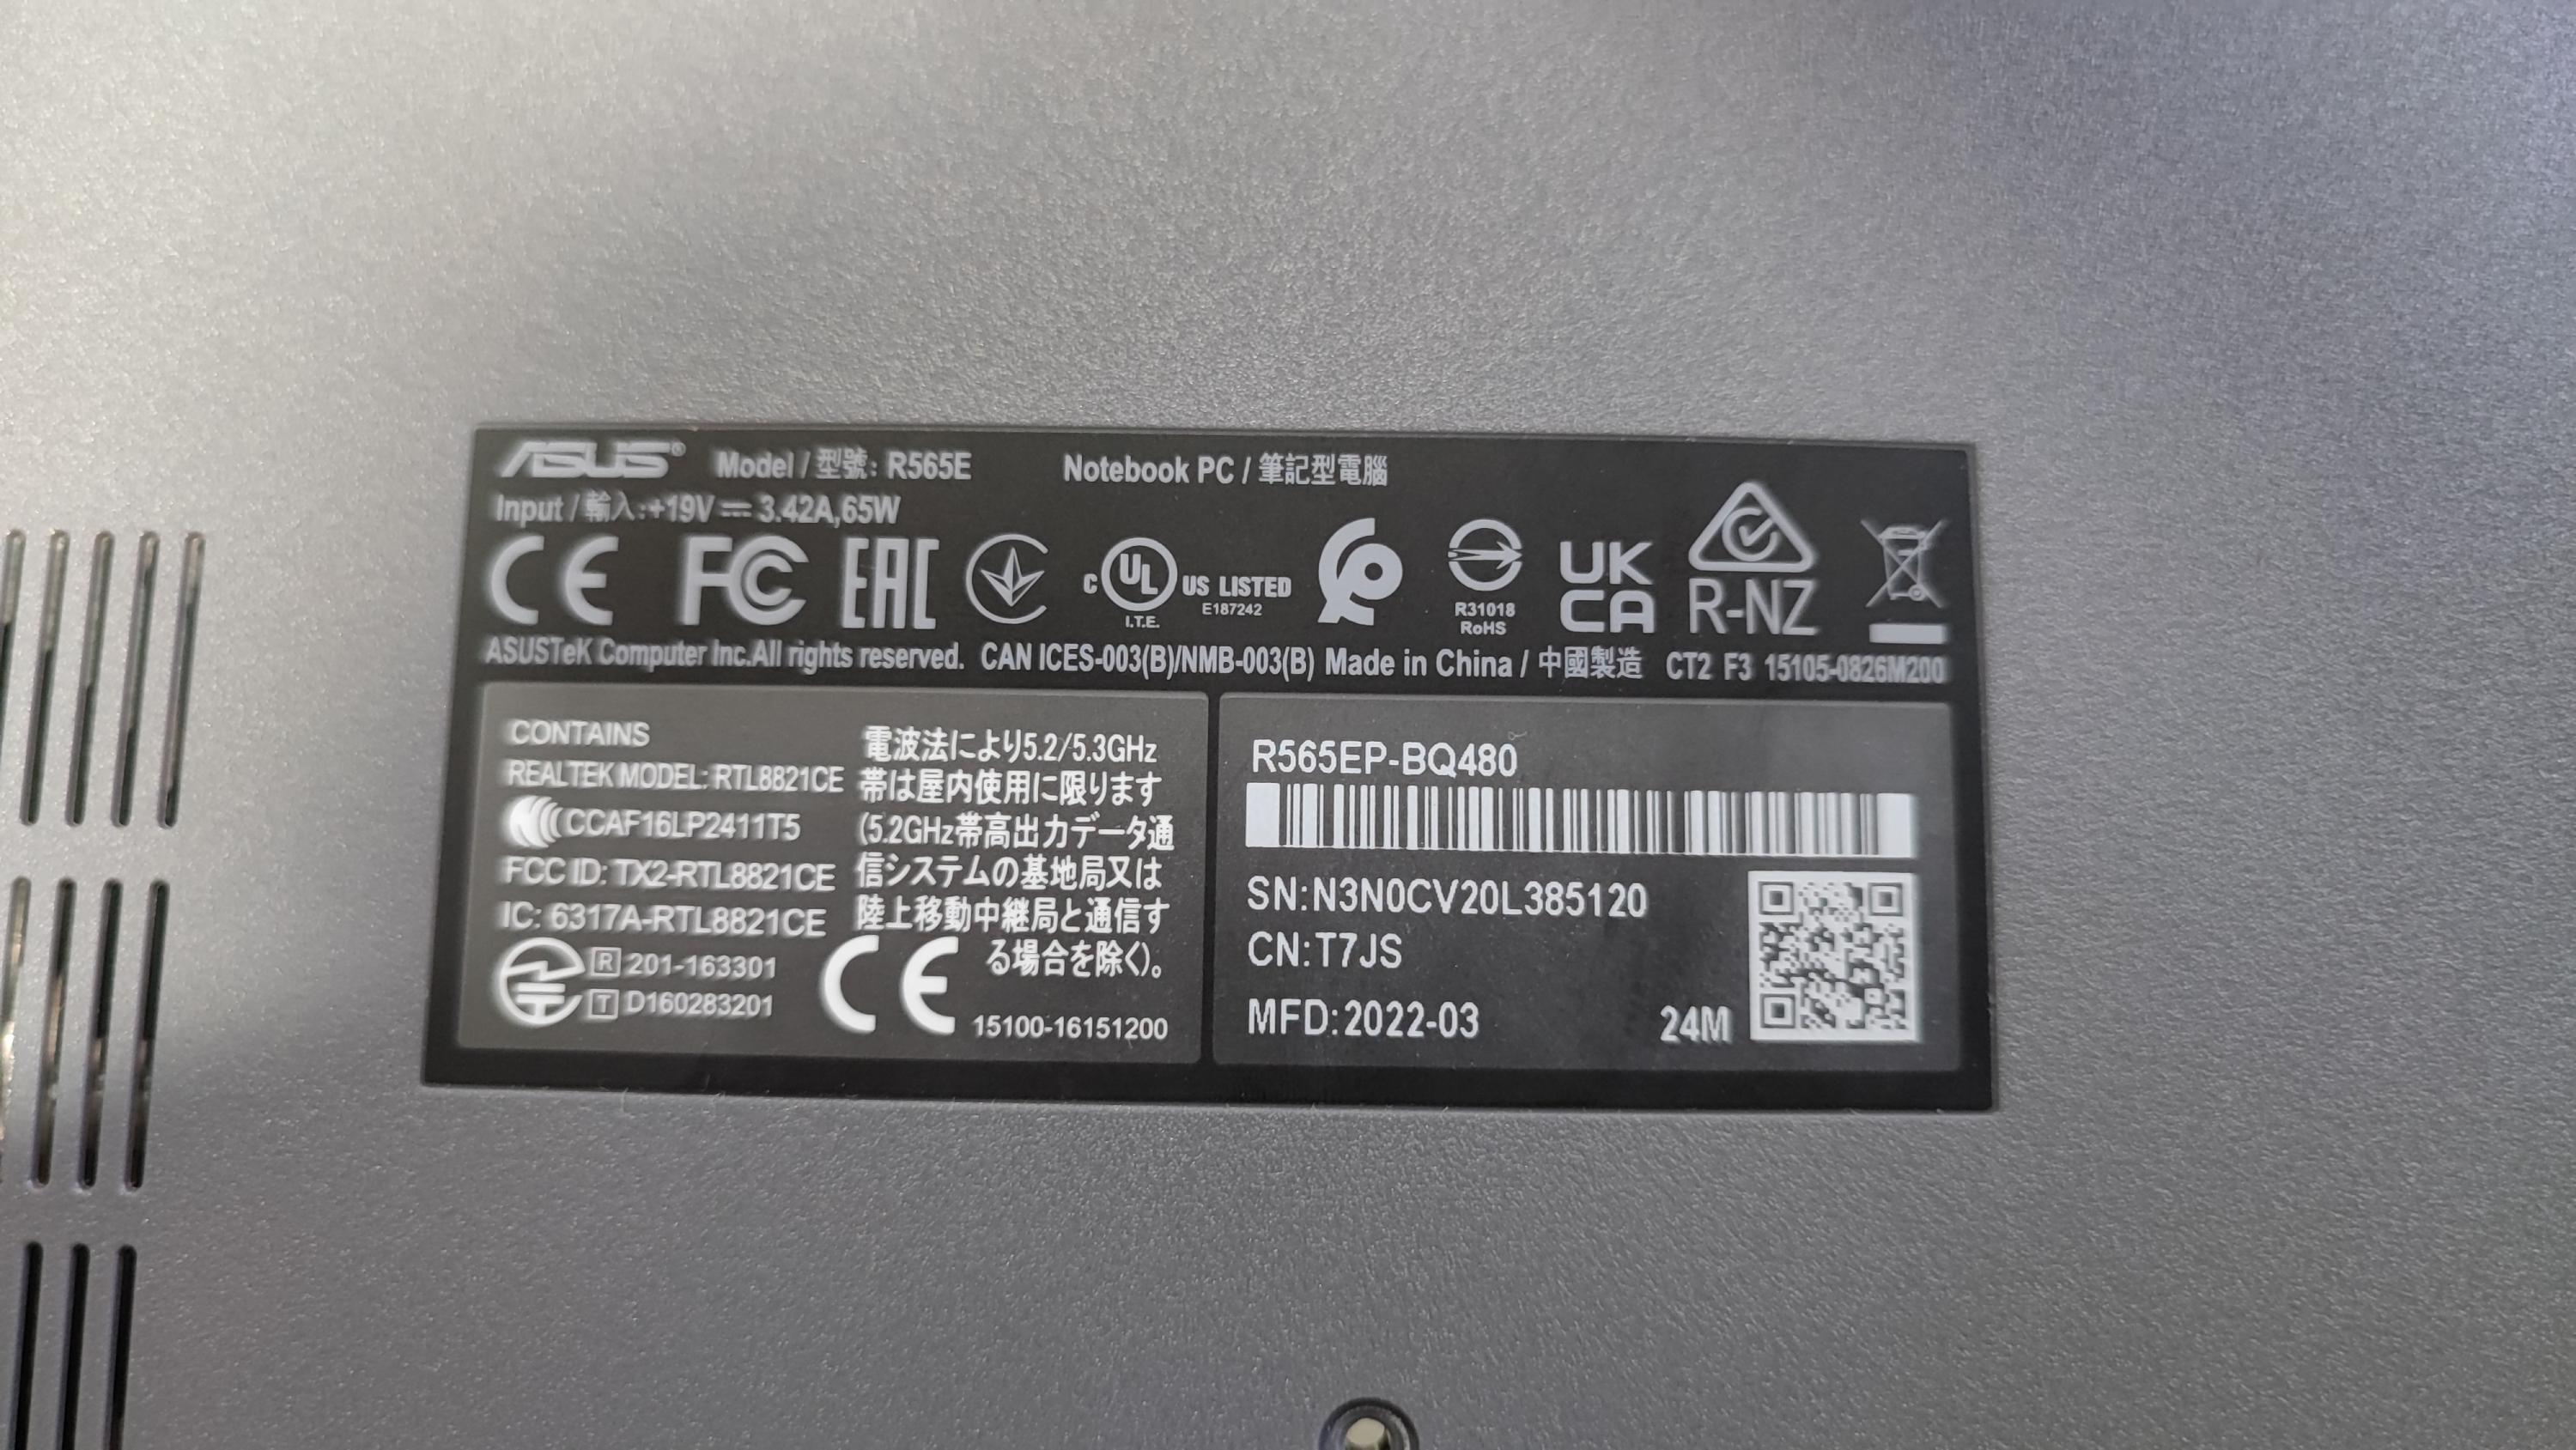 ASUS® Model / 型號: R565E Notebook PC / 筆記型電腦
Input / 輸入:+19V⎓3.42A,65W
CE FC EAC C UL US LISTED UK CA R-NZ
I.T.E. E187242 R31018 RoHS
ASUSTeK Computer Inc.All rights reserved. CAN ICES-003(B)/NMB-003(B) Made in China / 中國製造 CT2 F3 15105-0826M200
CONTAINS
REALTEK MODEL: RTL8821CE
CCAF16LP2411T5
FCC ID: TX2-RTL8821CE
IC: 6317A-RTL8821CE
R 201-163301
T D160283201
電波法により5.2/5.3GHz
帯は屋内使用に限ります
(5.2GHz帯高出力データ通
信システムの基地局又は
陸上移動中継局と通信す
る場合を除く)。
CE 15100-16151200
R565EP-BQ480
SN:N3N0CV20L385120
CN:T7JS
MFD:2022-03 24M